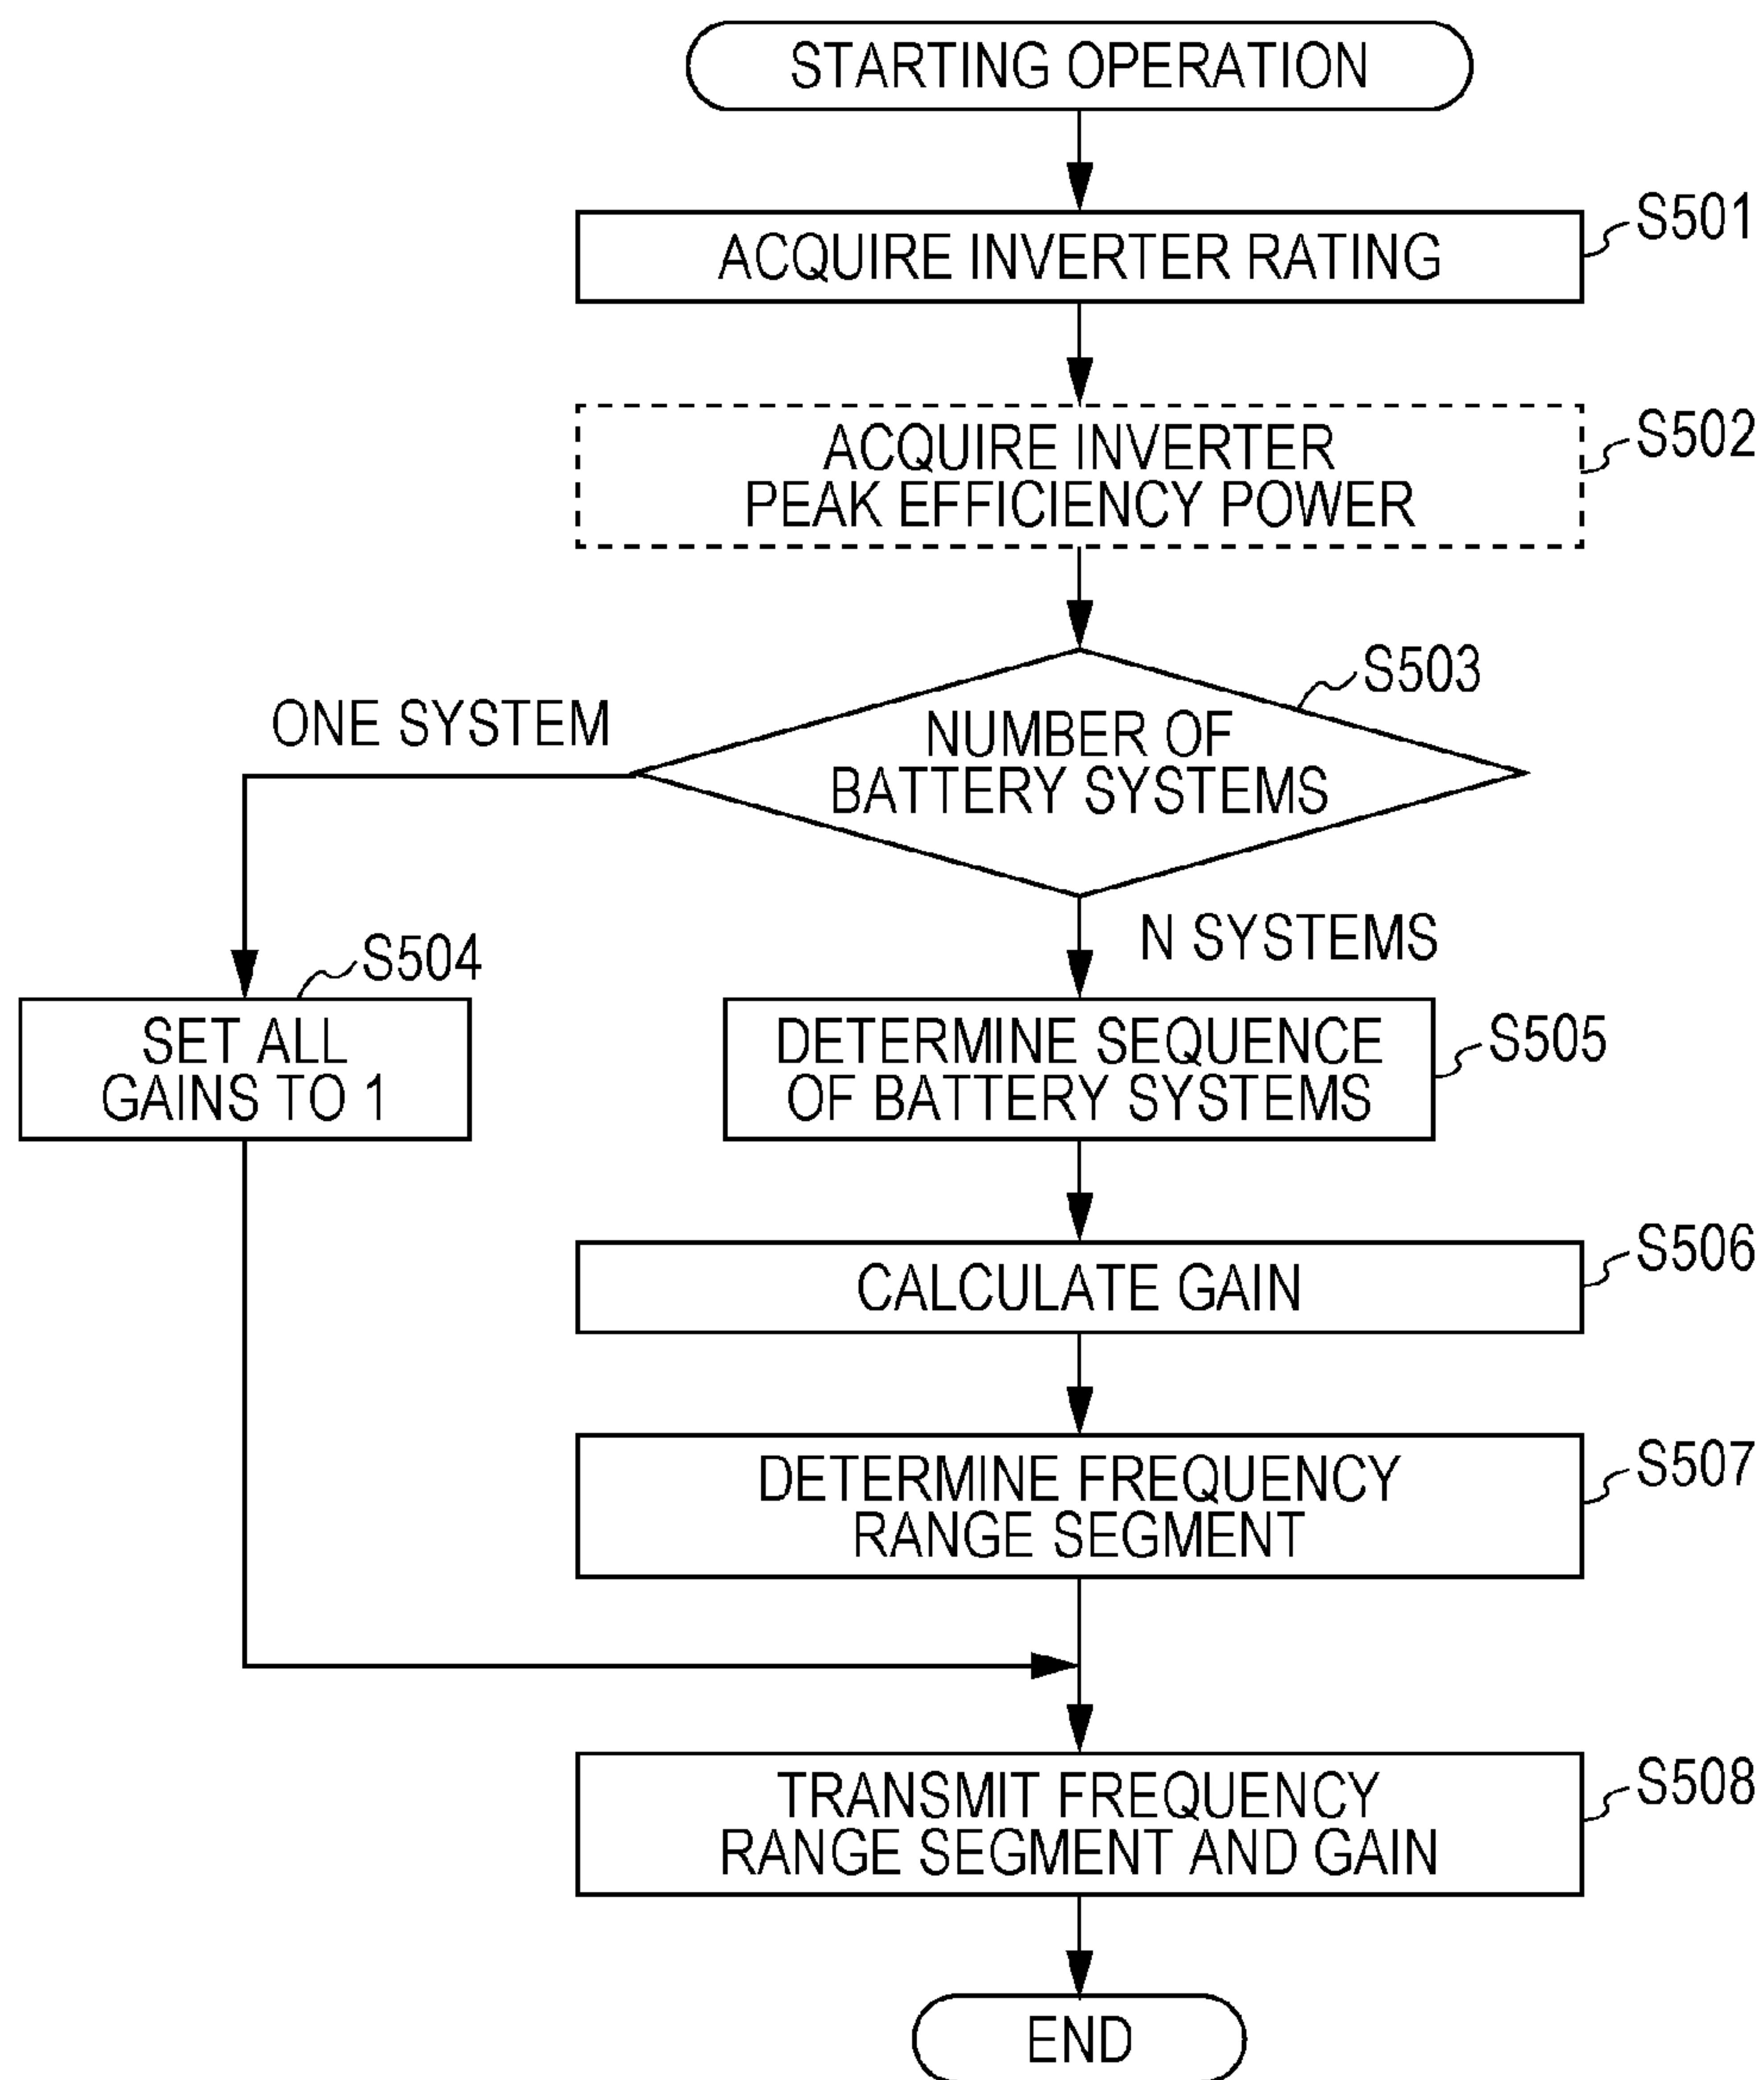 STARTING OPERATION
S501
ACQUIRE INVERTER RATING
S502
ACQUIRE INVERTER
PEAK EFFICIENCY POWER
S503
ONE SYSTEM
NUMBER OF
BATTERY SYSTEMS
N SYSTEMS
S504
SET ALL
GAINS TO 1
S505
DETERMINE SEQUENCE
OF BATTERY SYSTEMS
S506
CALCULATE GAIN
S507
DETERMINE FREQUENCY
RANGE SEGMENT
S508
TRANSMIT FREQUENCY
RANGE SEGMENT AND GAIN
END